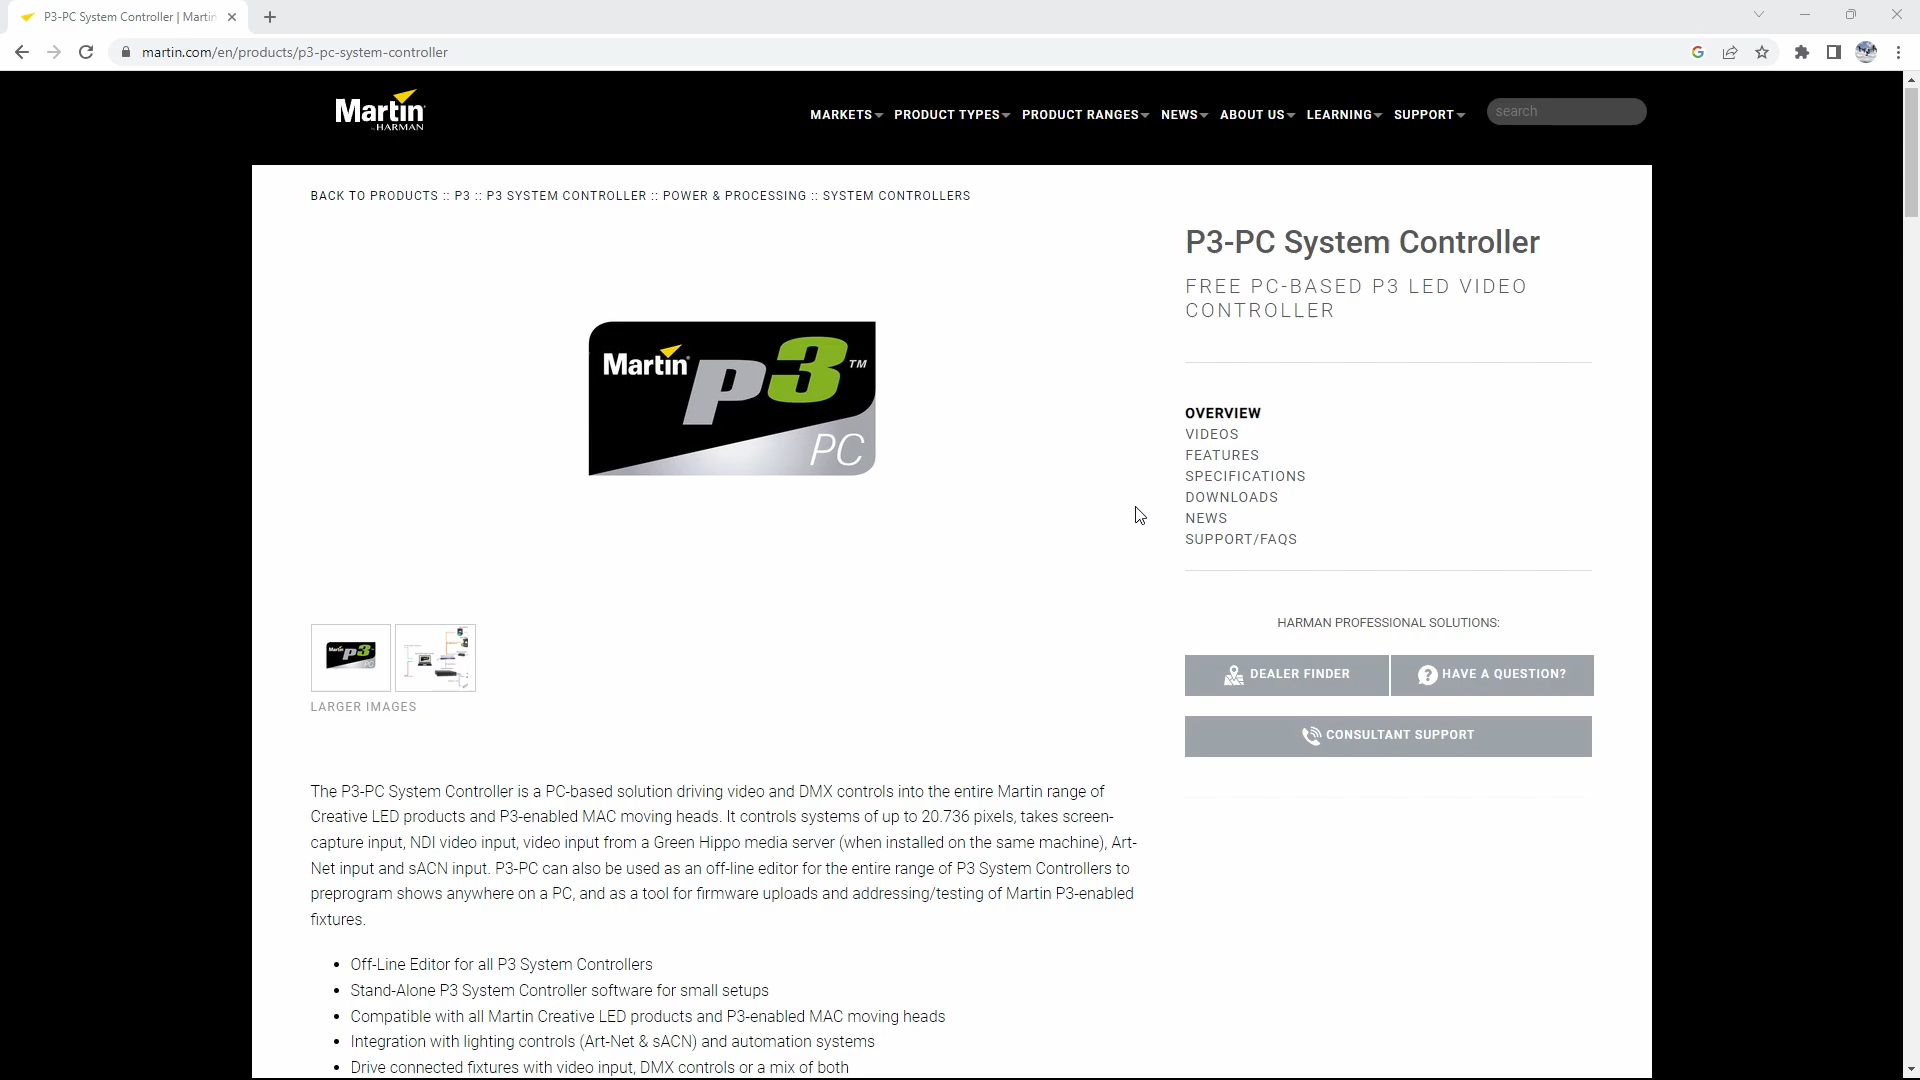 P3-PC System Controller | Martin
martin.com/en/products/p3-pc-system-controller
Martin
by HARMAN
MARKETS PRODUCT TYPES PRODUCT RANGES NEWS ABOUT US LEARNING SUPPORT search
BACK TO PRODUCTS :: P3 :: P3 SYSTEM CONTROLLER :: POWER & PROCESSING :: SYSTEM CONTROLLERS
P3-PC System Controller
FREE PC-BASED P3 LED VIDEO
CONTROLLER
Martin® P3™
PC
OVERVIEW
VIDEOS
FEATURES
SPECIFICATIONS
DOWNLOADS
NEWS
SUPPORT/FAQS
HARMAN PROFESSIONAL SOLUTIONS:
DEALER FINDER HAVE A QUESTION?
CONSULTANT SUPPORT
Martin P3
LARGER IMAGES
The P3-PC System Controller is a PC-based solution driving video and DMX controls into the entire Martin range of
Creative LED products and P3-enabled MAC moving heads. It controls systems of up to 20.736 pixels, takes screen-
capture input, NDI video input, video input from a Green Hippo media server (when installed on the same machine), Art-
Net input and sACN input. P3-PC can also be used as an off-line editor for the entire range of P3 System Controllers to
preprogram shows anywhere on a PC, and as a tool for firmware uploads and addressing/testing of Martin P3-enabled
fixtures.
• Off-Line Editor for all P3 System Controllers
• Stand-Alone P3 System Controller software for small setups
• Compatible with all Martin Creative LED products and P3-enabled MAC moving heads
• Integration with lighting controls (Art-Net & sACN) and automation systems
• Drive connected fixtures with video input, DMX controls or a mix of both